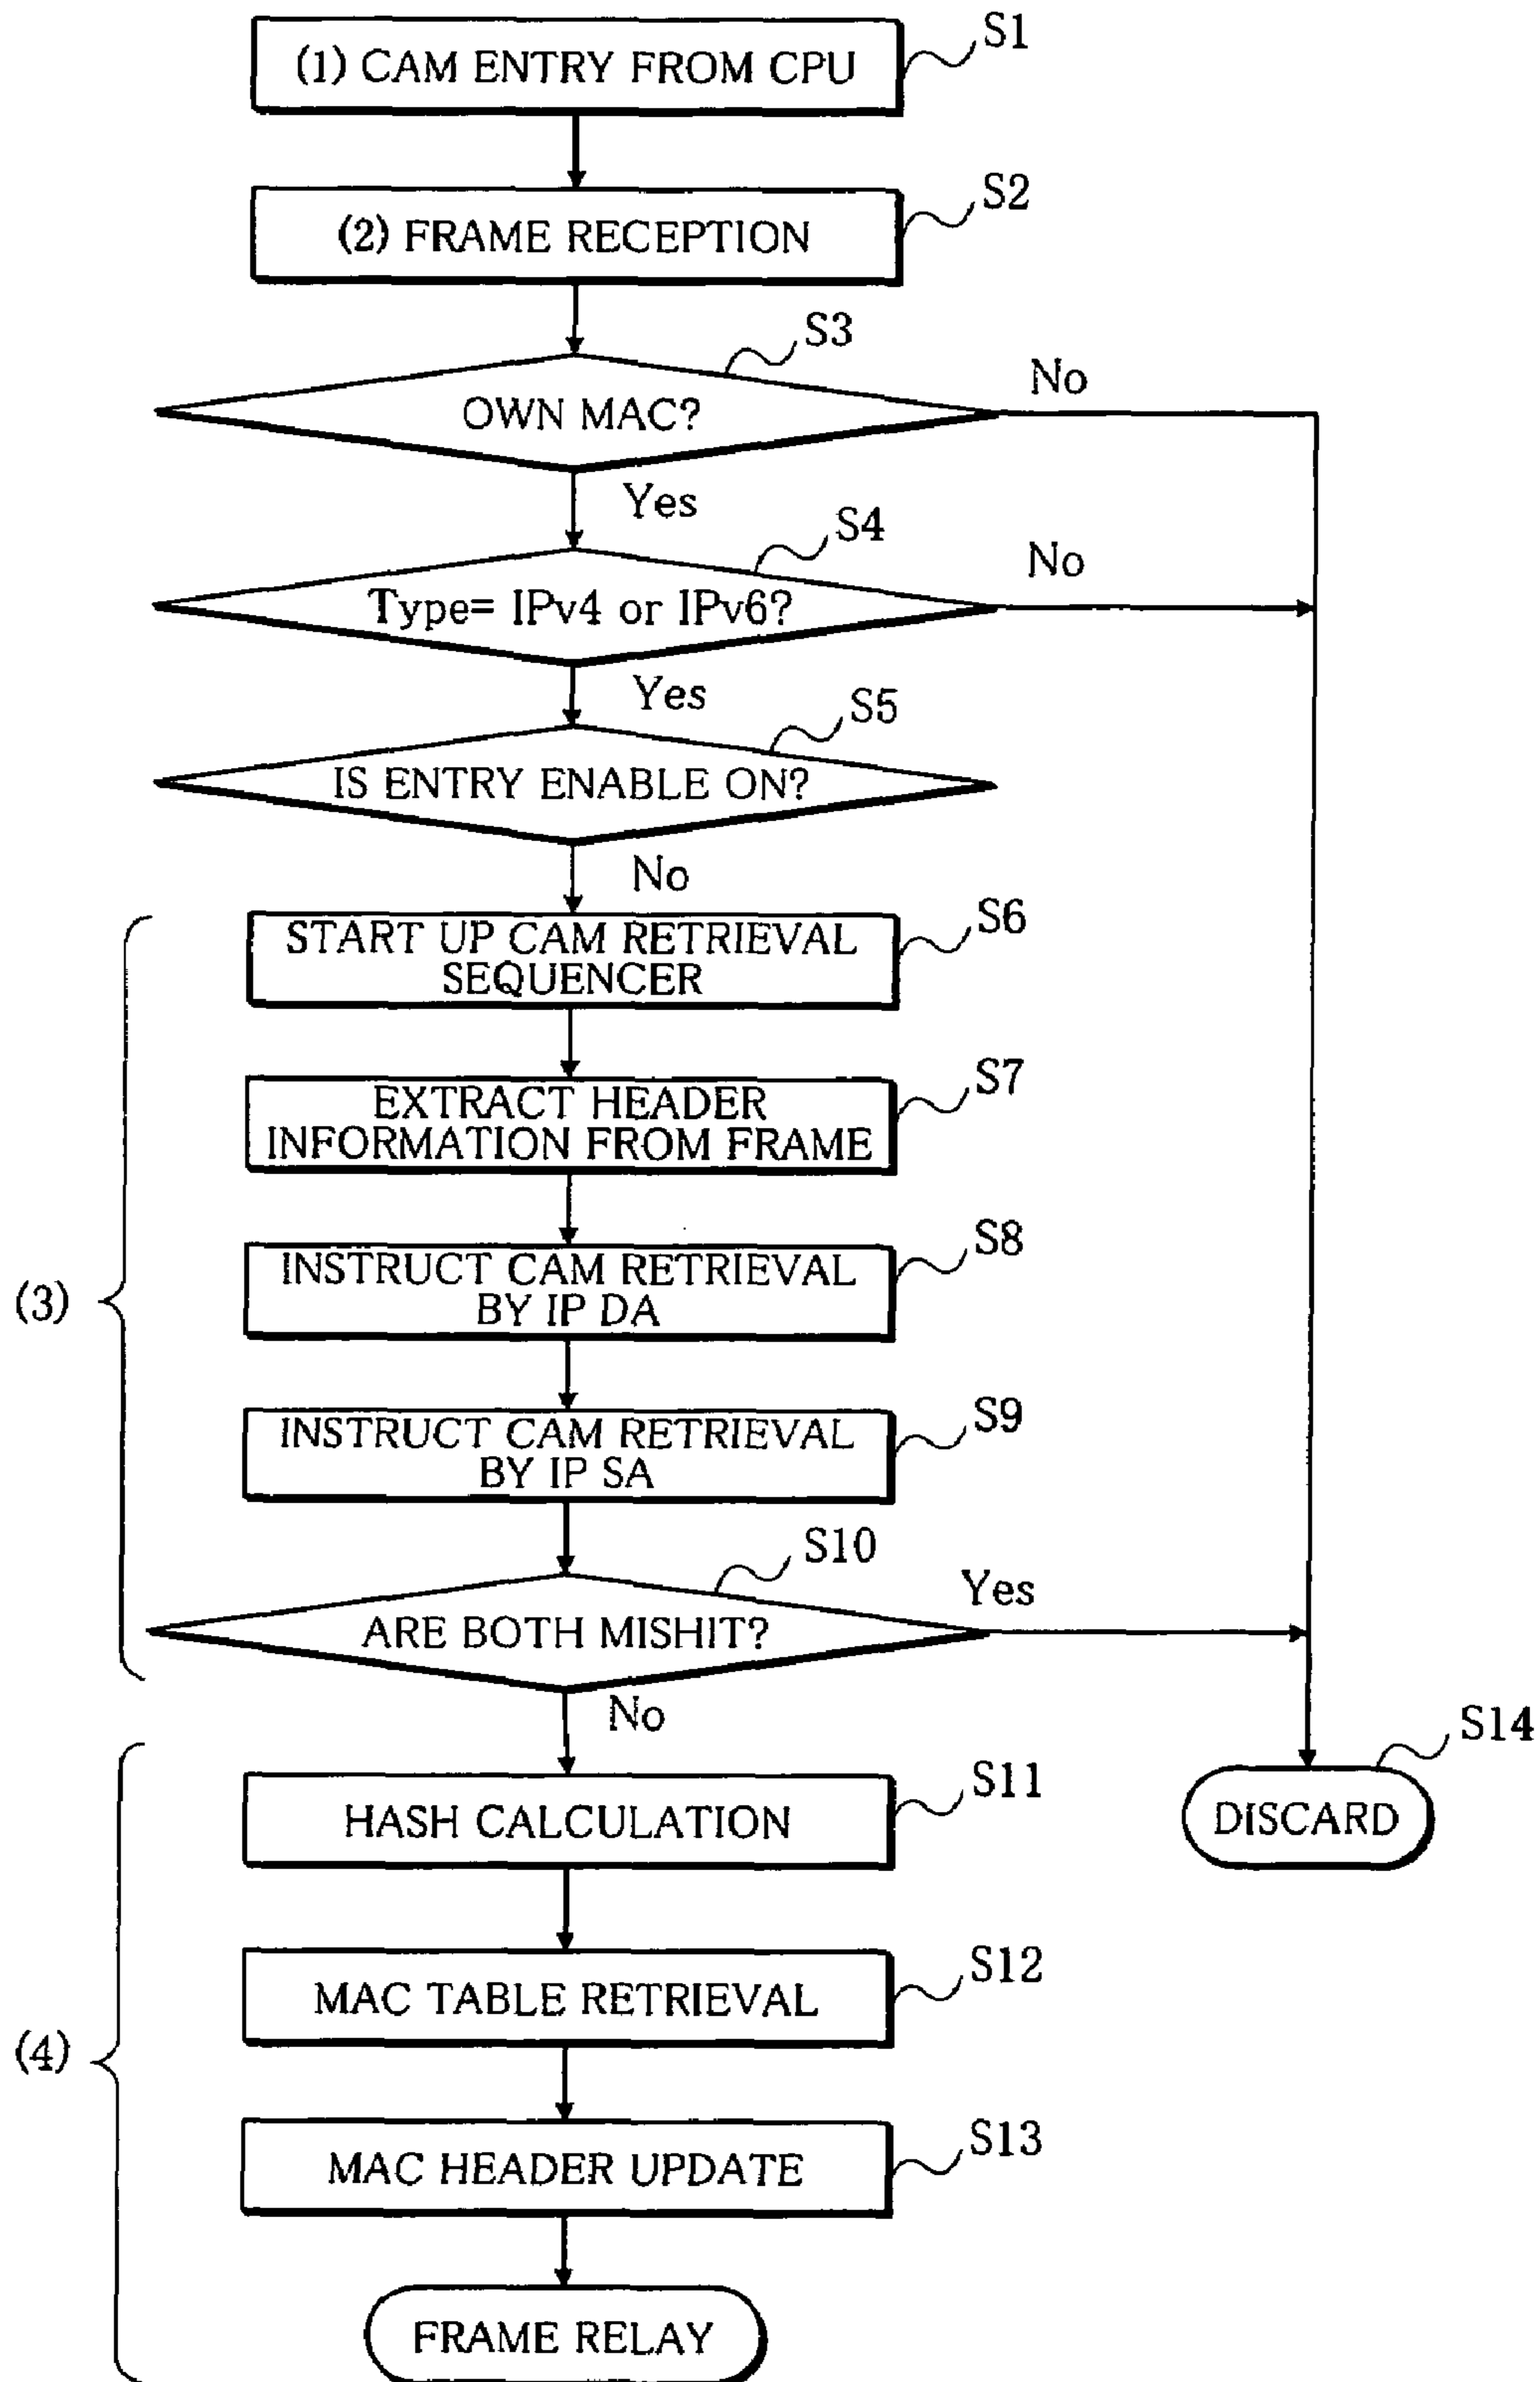 S1
(1) CAM ENTRY FROM CPU
S2
(2) FRAME RECEPTION
S3
OWN MAC?
No
Yes
S4
Type= IPv4 or IPv6?
No
Yes
S5
IS ENTRY ENABLE ON?
No
S6
START UP CAM RETRIEVAL
SEQUENCER
S7
EXTRACT HEADER
INFORMATION FROM FRAME
S8
INSTRUCT CAM RETRIEVAL
BY IP DA
(3)
S9
INSTRUCT CAM RETRIEVAL
BY IP SA
S10
ARE BOTH MISHIT?
Yes
No
S14
DISCARD
S11
HASH CALCULATION
S12
MAC TABLE RETRIEVAL
(4)
S13
MAC HEADER UPDATE
FRAME RELAY